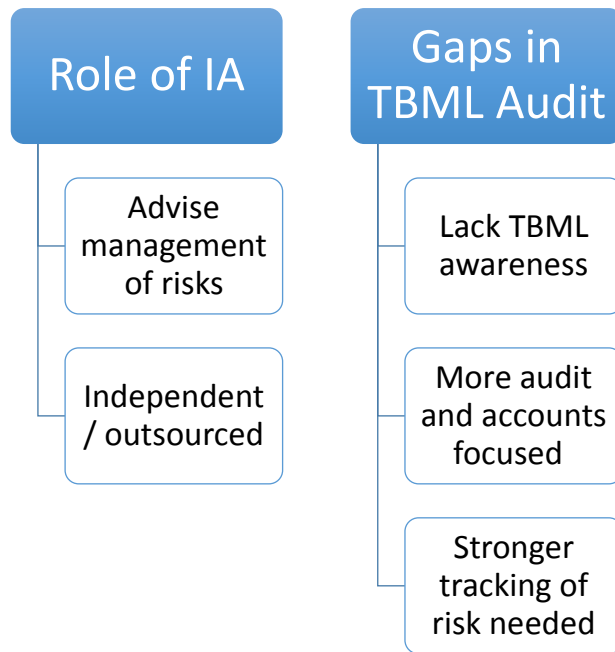 Role of IA
Advise
management
of risks
Independent
/ outsourced
Gaps in
TBML Audit
Lack TBML
awareness
More audit
and accounts
focused
Stronger
tracking of
risk needed